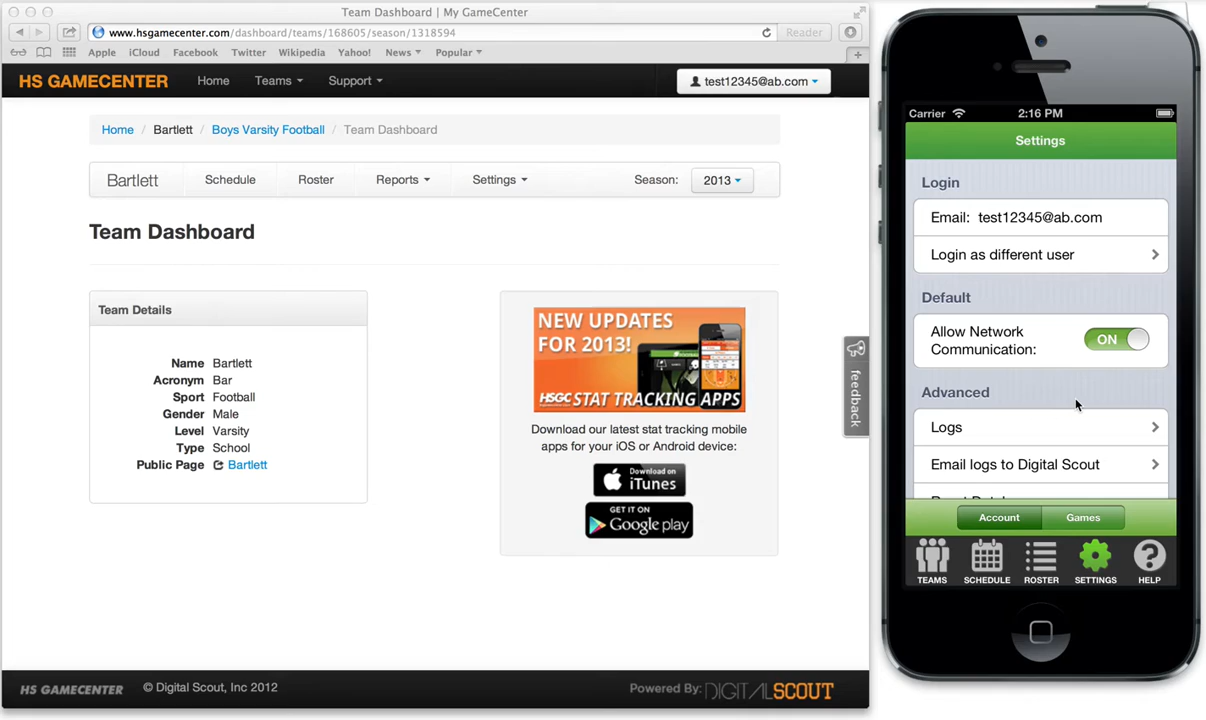 Team Dashboard | My GameCenter
www.hsgamecenter.com/dashboard/teams/168605/season/1318594
Reader
Apple iCloud Facebook Twitter Wikipedia Yahoo! News Popular
HS GAMECENTER Home Teams Support test12345@ab.com
Home / Bartlett / Boys Varsity Football / Team Dashboard
Bartlett Schedule Roster Reports Settings Season: 2013
Team Dashboard
Team Details
Name Bartlett
Acronym Bar
Sport Football
Gender Male
Level Varsity
Type School
Public Page Bartlett
NEW UPDATES
FOR 2013!
HSGC STAT TRACKING APPS
Download our latest stat tracking mobile
apps for your iOS or Android device:
Download on
iTunes
GET IT ON
Google play
feedback
HS GAMECENTER © Digital Scout, Inc 2012 Powered By: DIGITALSCOUT
Carrier 2:16 PM
Settings
Login
Email: test12345@ab.com
Login as different user
Default
Allow Network
Communication:
ON
Advanced
Logs
Email logs to Digital Scout
Account Games
TEAMS SCHEDULE ROSTER SETTINGS HELP